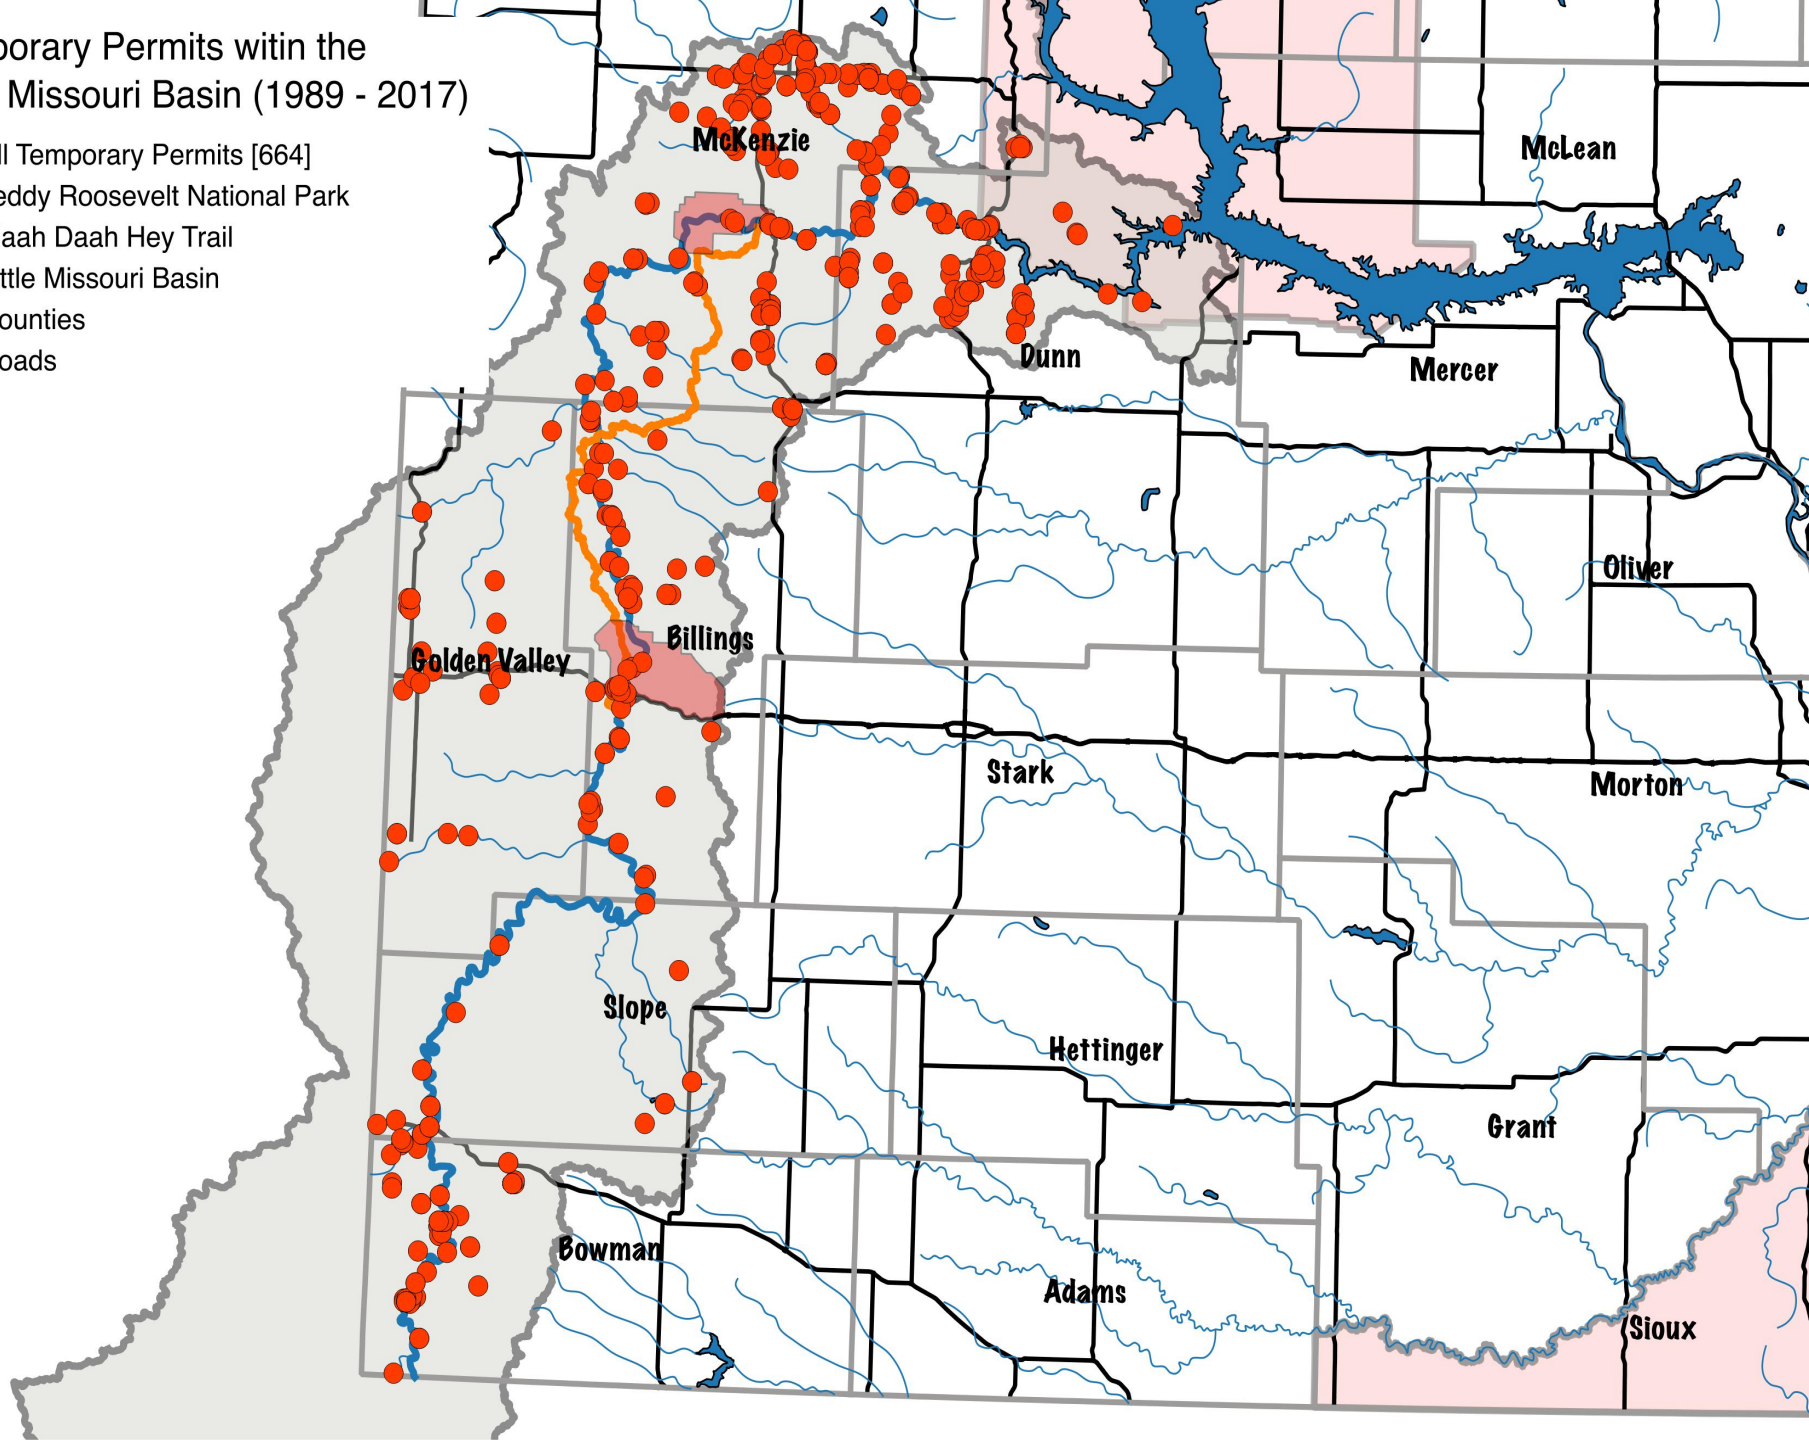 porary Permits witin the
Missouri Basin (1989 - 2017)
ll Temporary Permits [664]
eddy Roosevelt National Park
aah Daah Hey Trail
ttle Missouri Basin
ounties
oads
McKenzie
McLean
Dunn
Mercer
Oliver
Billings
Golden Valley
Stark
Morton
Slope
Hettinger
Grant
Bowman
Adams
Sioux